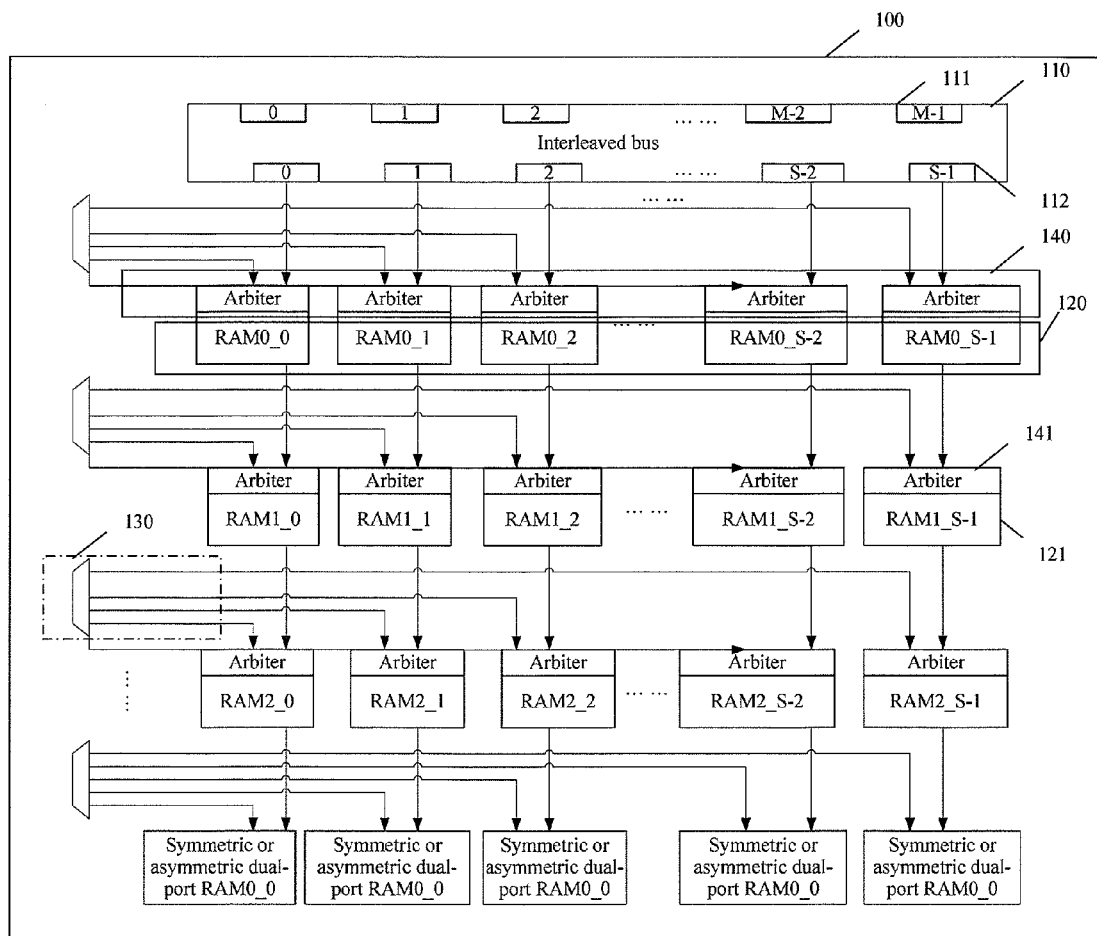 100
111
110
0 1 2 … … M-2 M-1
Interleaved bus
0 1 2 … … S-2 S-1
… …
112
140
Arbiter Arbiter Arbiter Arbiter Arbiter
120
RAM0_0 RAM0_1 RAM0_2 … … RAM0_S-2 RAM0_S-1
141
Arbiter Arbiter Arbiter Arbiter Arbiter
RAM1_0 RAM1_1 RAM1_2 … … RAM1_S-2 RAM1_S-1
130
121
Arbiter Arbiter Arbiter Arbiter Arbiter
RAM2_0 RAM2_1 RAM2_2 … … RAM2_S-2 RAM2_S-1
Symmetric or
asymmetric dual-
port RAM0_0
Symmetric or
asymmetric dual-
port RAM0_0
Symmetric or
asymmetric dual-
port RAM0_0
Symmetric or
asymmetric dual-
port RAM0_0
Symmetric or
asymmetric dual-
port RAM0_0